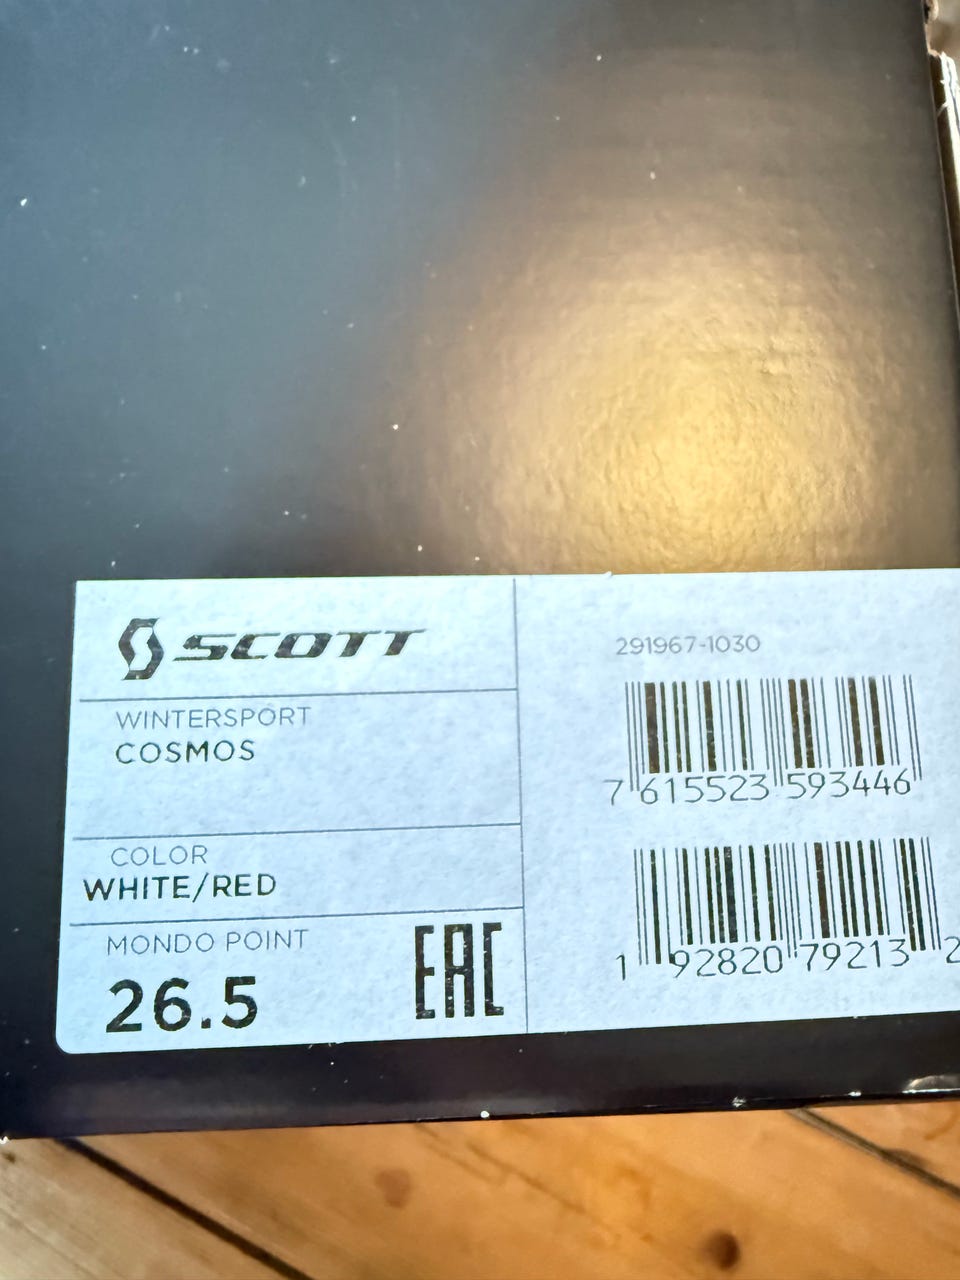 SCOTT
WINTERSPORT
COSMOS
COLOR
WHITE/RED
MONDO POINT
26.5
EAC
291967-1030
7 615523 593446
1 92820 79213 2